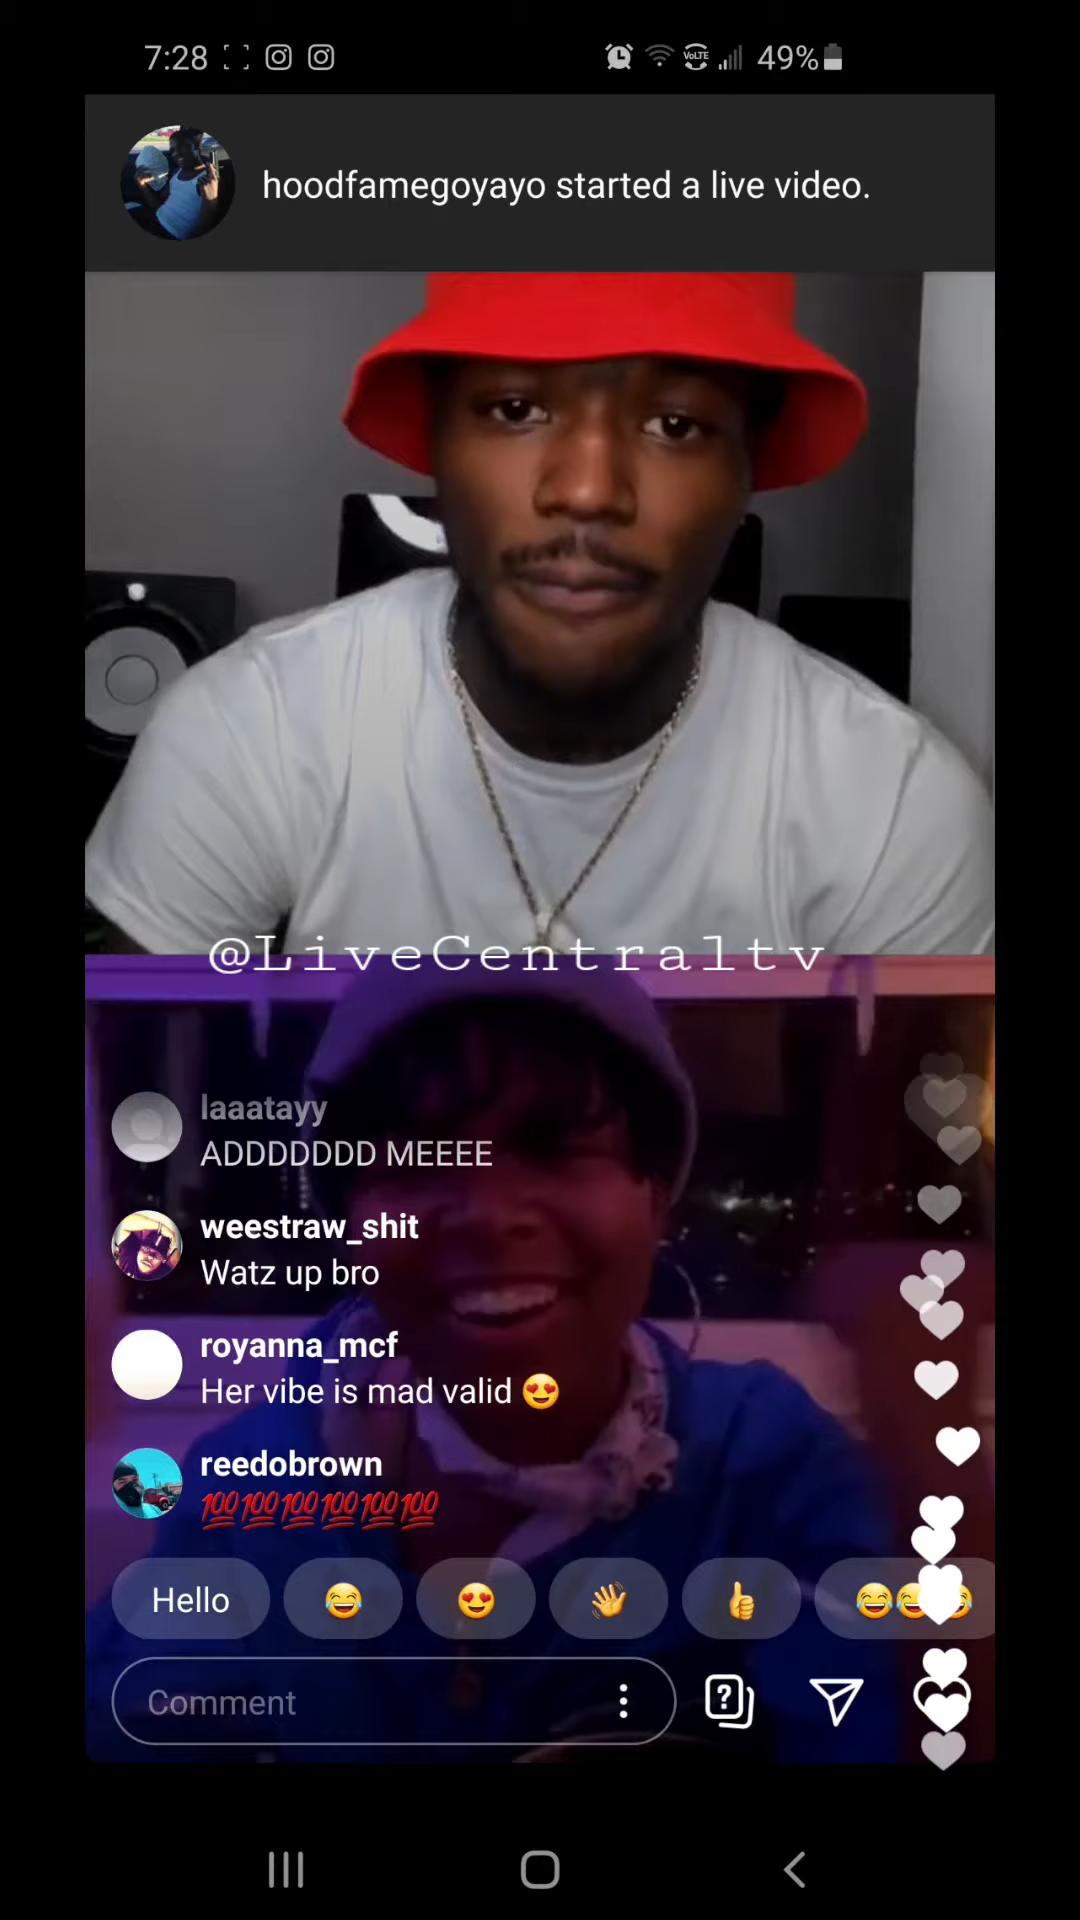 7:28
VoLTE
49%
hoodfamegoyayo started a live video.
@LiveCentraltv
laaatayy
ADDDDDDD MEEEE
weestraw_shit
Watz up bro
royanna_mcf
Her vibe is mad valid 😍
reedobrown
💯💯💯💯💯💯
Hello 😂 😍 👋 👍 😂😂😂
Comment
?